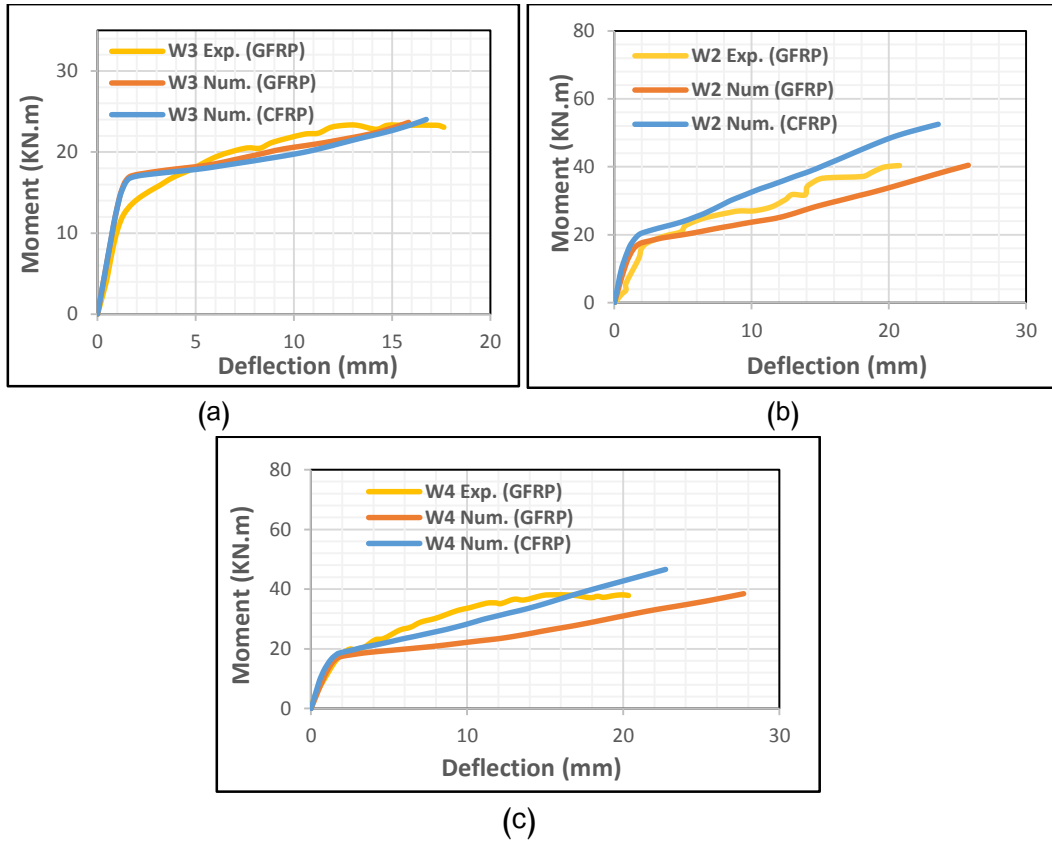 W3 Exp. (GFRP)
W3 Num. (GFRP)
W3 Num. (CFRP)
Moment (KN.m)
30
20
10
0
0 5 10 15 20
Deflection (mm)
(a)
W2 Exp. (GFRP)
W2 Num (GFRP)
W2 Num. (CFRP)
Moment (KN.m)
80
60
40
20
0
0 10 20 30
Deflection (mm)
(b)
W4 Exp. (GFRP)
W4 Num. (GFRP)
W4 Num. (CFRP)
Moment (KN.m)
80
60
40
20
0
0 10 20 30
Deflection (mm)
(c)